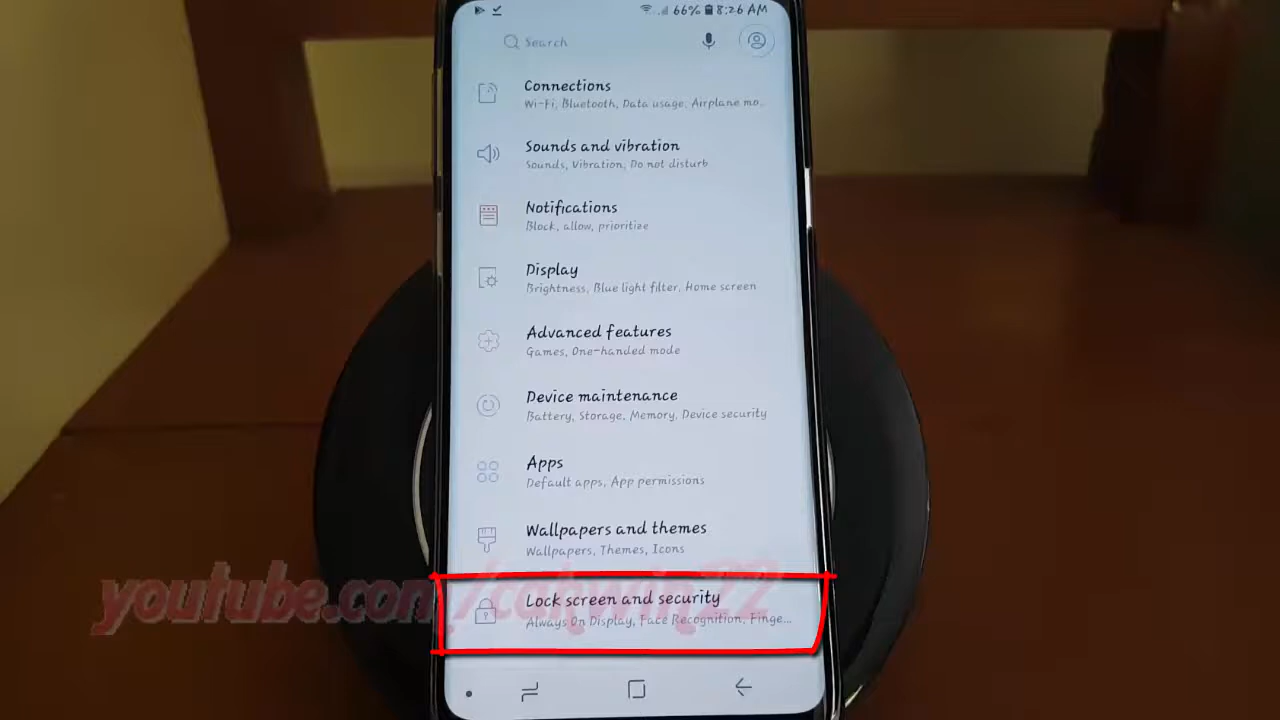 66% 8:26 AM
Search
Connections
Wi-Fi, Bluetooth, Data usage, Airplane mo...
Sounds and vibration
Sounds, Vibration, Do not disturb
Notifications
Block, allow, prioritize
Display
Brightness, Blue light filter, Home screen
Advanced features
Games, One-handed mode
Device maintenance
Battery, Storage, Memory, Device security
Apps
Default apps, App permissions
Wallpapers and themes
Wallpapers, Themes, Icons
Lock screen and security
Always On Display, Face Recognition, Finge...
youtube.com/cakwin22